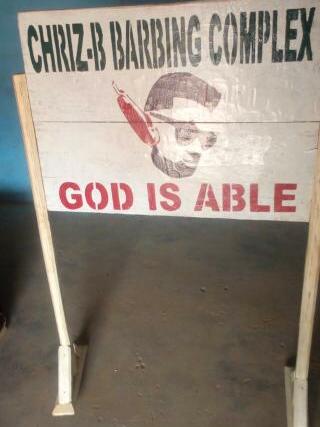 CHRIZ-B BARBING COMPLEX
GOD IS ABLE